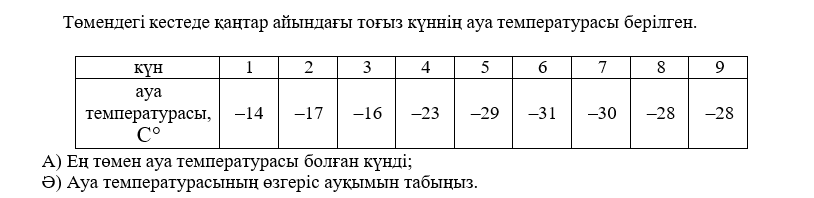 Төмендегі кестеде қаңтар айындағы тоғыз күннің ауа температурасы берілген.
күн 1 2 3 4 5 6 7 8 9
ауа
температурасы, –14 –17 –16 –23 –29 –31 –30 –28 –28
С°
А) Ең төмен ауа температурасы болған күнді;
Ә) Ауа температурасының өзгеріс ауқымын табыңыз.